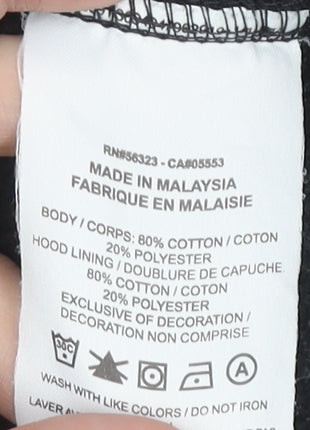 RN#56323 - CA#05553
MADE IN MALAYSIA
FABRIQUE EN MALAISIE
BODY / CORPS: 80% COTTON / COTON
20% POLYESTER
HOOD LINING / DOUBLURE DE CAPUCHE
80% COTTON / COTON
20% POLYESTER
EXCLUSIVE OF DECORATION /
DECORATION NON COMPRISE
30C A
WASH WITH LIKE COLORS / DO NOT IRON
LAVER